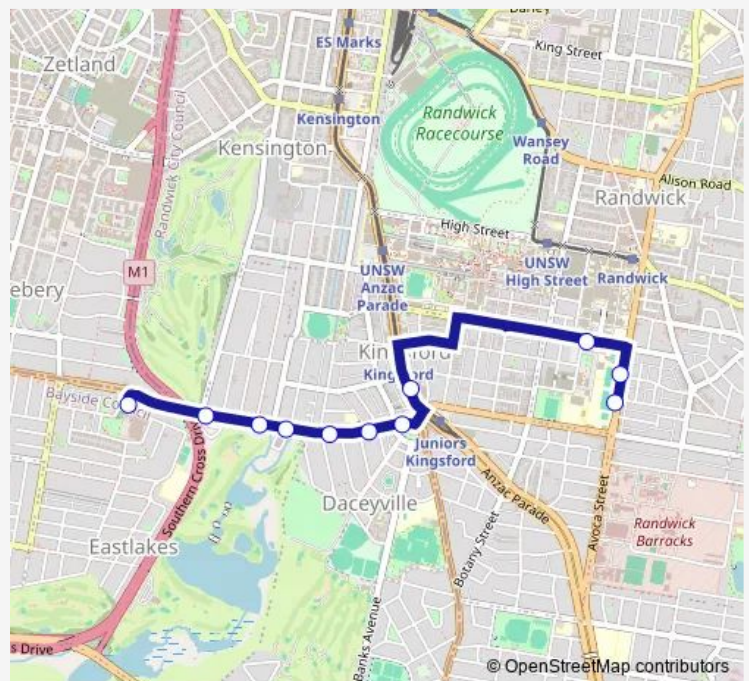 Darley
ES Marks
King Street
Zetland
Randwick
Racecourse
Kensington
Wansey
Road
Kensington
Randwick City Council
Alison Road
Randwick
High Street
M1
UNSW
Anzac
Parade
UNSW
High Street
Randwick
ebery
Kingsford
Kingsford
Bayside Co
Southern Cross Driv
Juniors
Kingsford
Daceyville
Anzac Parade
Avoca Street
Randwick
Barracks
Eastlakes
Botany Street
Banks Avenue
s Drive
© OpenStreetMap contributors